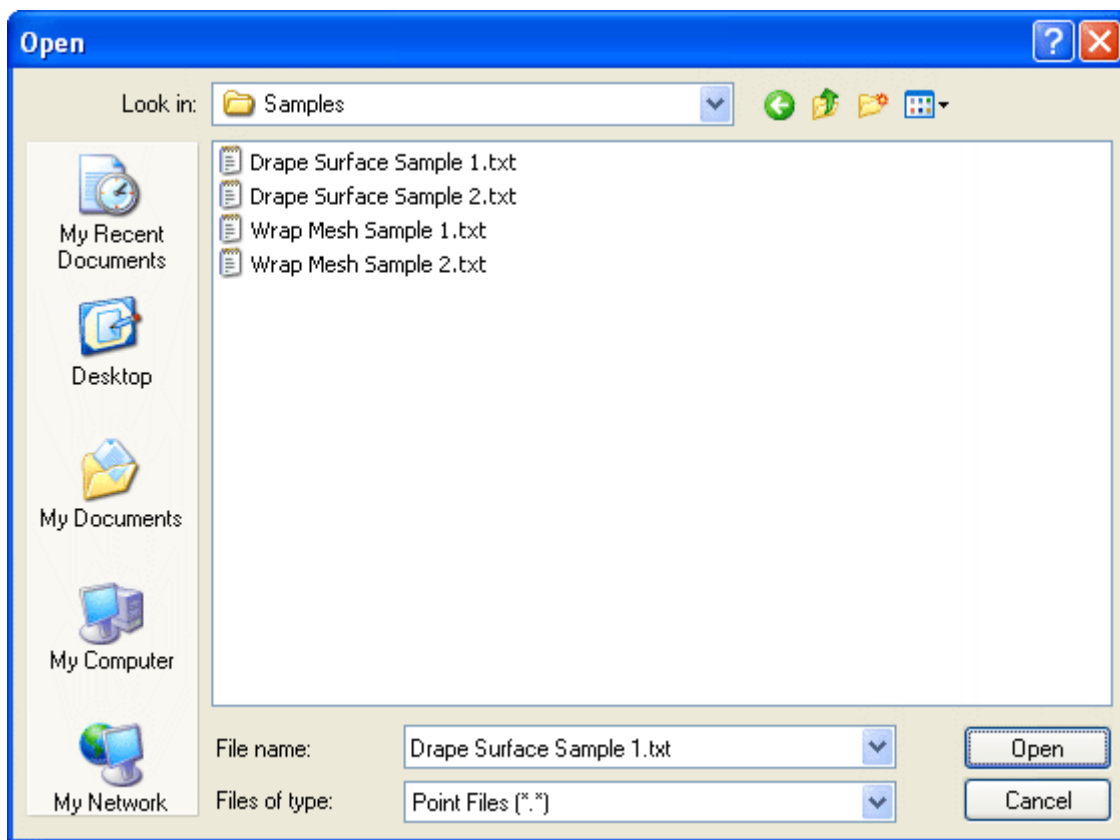 Open
Look in: Samples
Drape Surface Sample 1.txt
Drape Surface Sample 2.txt
Wrap Mesh Sample 1.txt
Wrap Mesh Sample 2.txt
My Recent
Documents
Desktop
My Documents
My Computer
My Network
File name: Drape Surface Sample 1.txt Open
Files of type: Point Files (*.*) Cancel